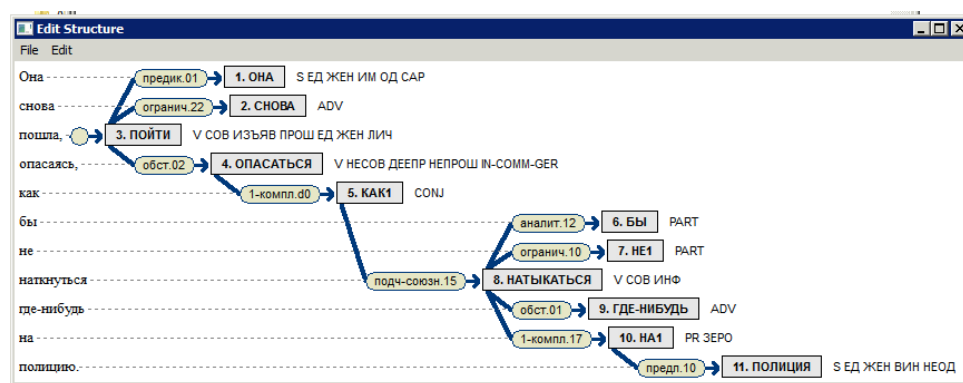 Edit Structure
File Edit
Она предик.01 1. ОНА S ЕД ЖЕН ИМ ОД CAP
снова огранич.22 2. СНОВА ADV
пошла, 3. ПОЙТИ V СОВ ИЗЪЯВ ПРОШ ЕД ЖЕН ЛИЧ
опасаясь, обст.02 4. ОПАСАТЬСЯ V НЕСОВ ДЕЕПР НЕПРОШ IN-COMM-GER
как 1-компл.d0 5. КАК1 CONJ
бы аналит.12 6. БЫ PART
не огранич.10 7. НЕ1 PART
наткнуться подч-союзн.15 8. НАТЫКАТЬСЯ V СОВ ИНФ
где-нибудь обст.01 9. ГДЕ-НИБУДЬ ADV
на 1-компл.17 10. НА1 PR ЗЕРО
полицию. предл.10 11. ПОЛИЦИЯ S ЕД ЖЕН ВИН НЕОД